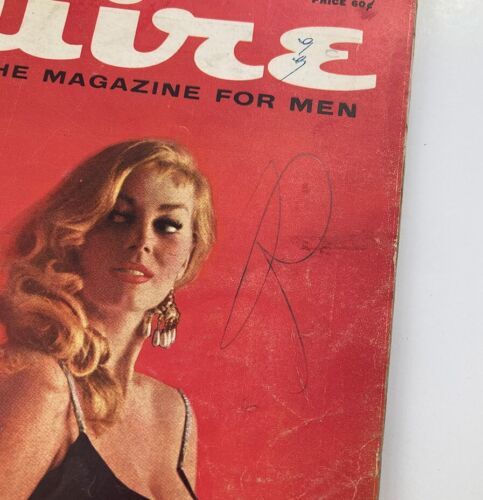 PRICE 60¢
uire
HE MAGAZINE FOR MEN
R